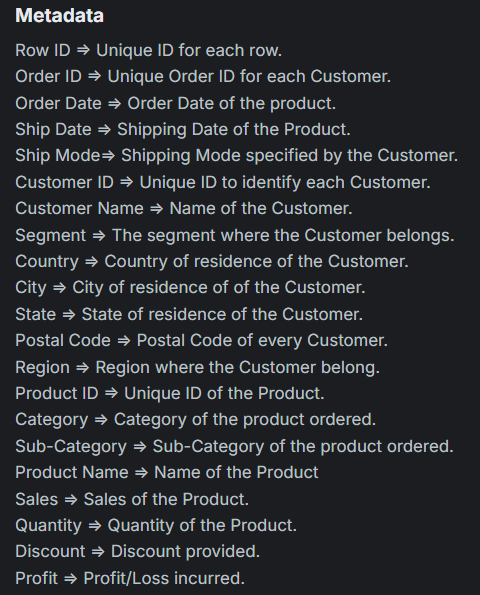 Metadata
Row ID => Unique ID for each row.
Order ID => Unique Order ID for each Customer.
Order Date => Order Date of the product.
Ship Date => Shipping Date of the Product.
Ship Mode=> Shipping Mode specified by the Customer.
Customer ID => Unique ID to identify each Customer.
Customer Name => Name of the Customer.
Segment => The segment where the Customer belongs.
Country => Country of residence of the Customer.
City => City of residence of of the Customer.
State => State of residence of the Customer.
Postal Code => Postal Code of every Customer.
Region => Region where the Customer belong.
Product ID => Unique ID of the Product.
Category => Category of the product ordered.
Sub-Category => Sub-Category of the product ordered.
Product Name => Name of the Product
Sales => Sales of the Product.
Quantity => Quantity of the Product.
Discount => Discount provided.
Profit => Profit/Loss incurred.